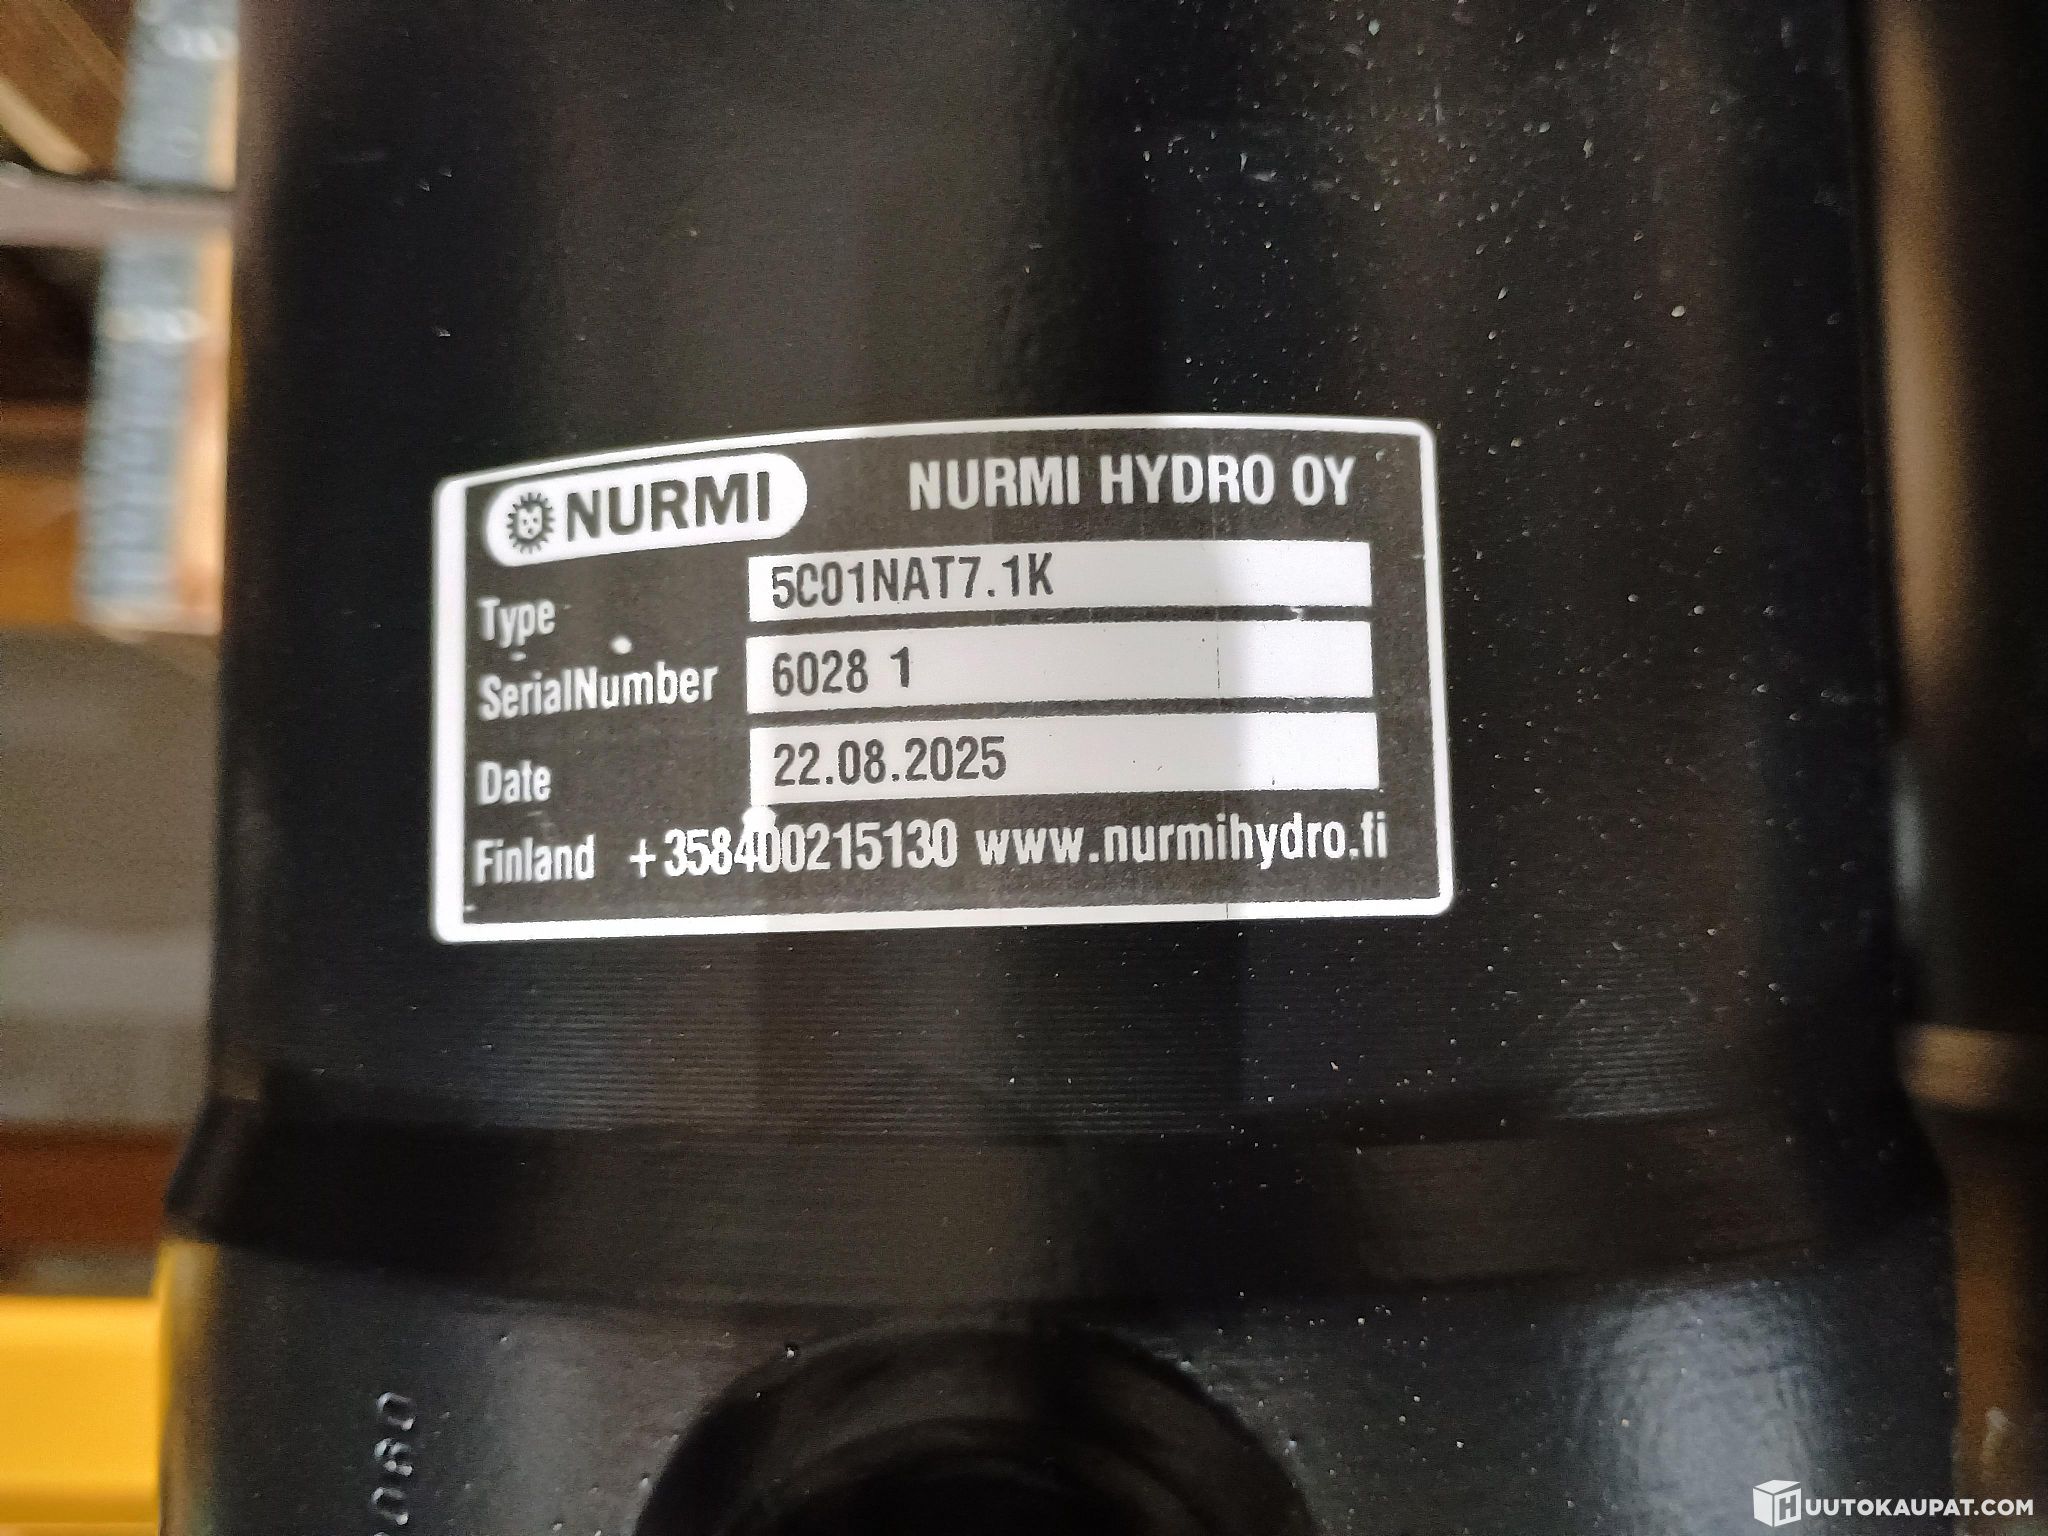 NURMI NURMI HYDRO OY
Type 5C01NAT7.1K
SerialNumber 6028 1
Date 22.08.2025
Finland +358400215130 www.nurmihydro.fi
HUUTOKAUPAT.COM